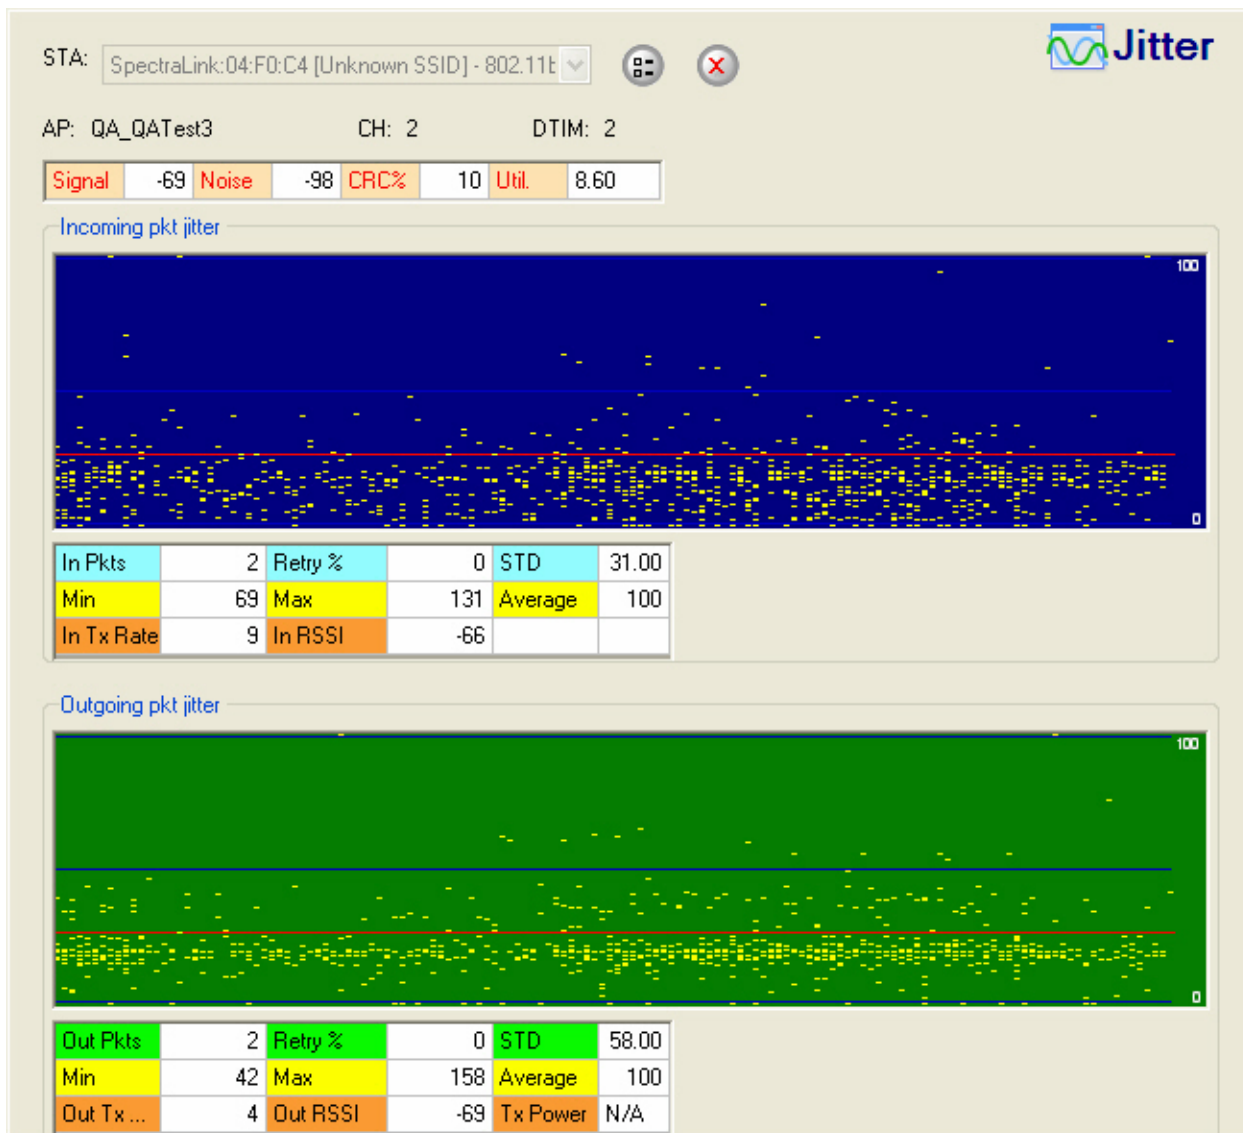 Jitter
STA: SpectraLink:04:F0:C4 [Unknown SSID] - 802.11b
AP: QA_QATest3 CH: 2 DTIM: 2
Signal -69 Noise -98 CRC% 10 Util. 8.60
Incoming pkt jitter
100
0
In Pkts 2 Retry % 0 STD 31.00
Min 69 Max 131 Average 100
In Tx Rate 9 In RSSI -66
Outgoing pkt jitter
100
0
Out Pkts 2 Retry % 0 STD 58.00
Min 42 Max 158 Average 100
Out Tx ... 4 Out RSSI -69 Tx Power N/A